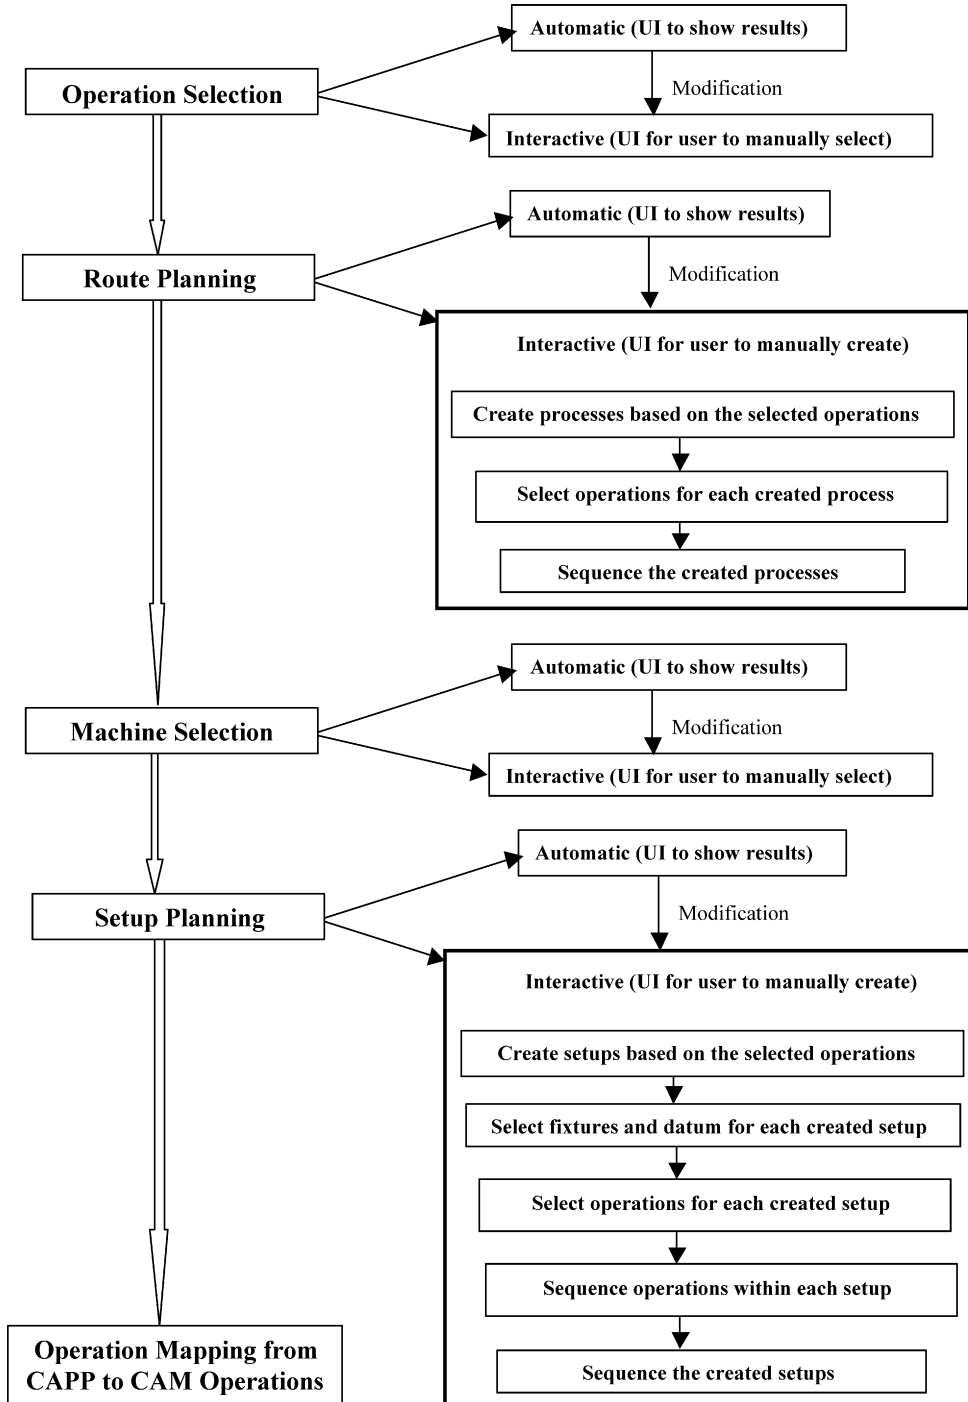 Automatic (UI to show results)
Operation Selection
Modification
Interactive (UI for user to manually select)
Automatic (UI to show results)
Route Planning
Modification
Interactive (UI for user to manually create)
Create processes based on the selected operations
Select operations for each created process
Sequence the created processes
Automatic (UI to show results)
Machine Selection
Modification
Interactive (UI for user to manually select)
Automatic (UI to show results)
Setup Planning
Modification
Interactive (UI for user to manually create)
Create setups based on the selected operations
Select fixtures and datum for each created setup
Select operations for each created setup
Sequence operations within each setup
Sequence the created setups
Operation Mapping from
CAPP to CAM Operations